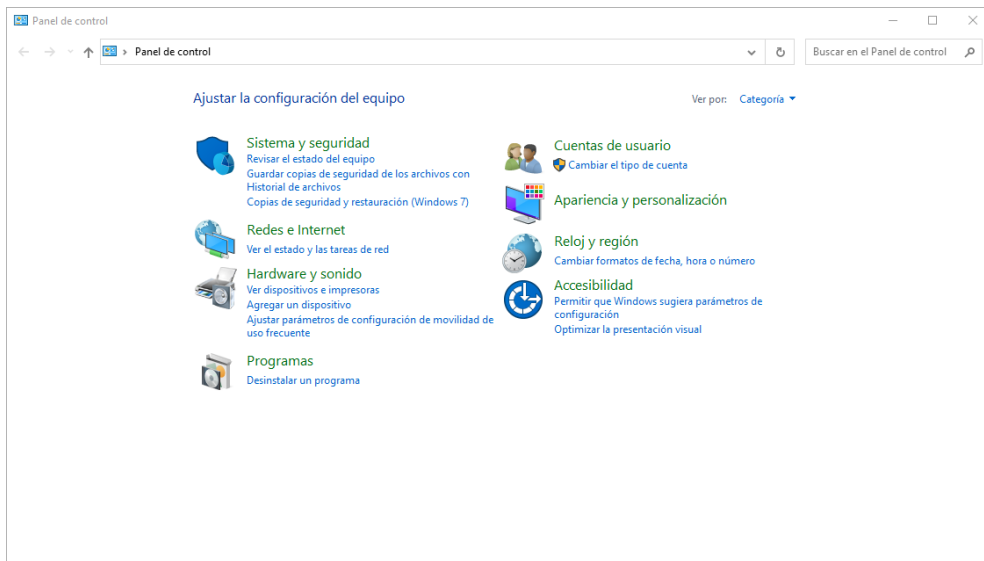 Panel de control
Panel de control
Buscar en el Panel de control
Ajustar la configuración del equipo
Ver por: Categoría
Sistema y seguridad
Revisar el estado del equipo
Guardar copias de seguridad de los archivos con
Historial de archivos
Copias de seguridad y restauración (Windows 7)
Redes e Internet
Ver el estado y las tareas de red
Hardware y sonido
Ver dispositivos e impresoras
Agregar un dispositivo
Ajustar parámetros de configuración de movilidad de
uso frecuente
Programas
Desinstalar un programa
Cuentas de usuario
Cambiar el tipo de cuenta
Apariencia y personalización
Reloj y región
Cambiar formatos de fecha, hora o número
Accesibilidad
Permitir que Windows sugiera parámetros de
configuración
Optimizar la presentación visual